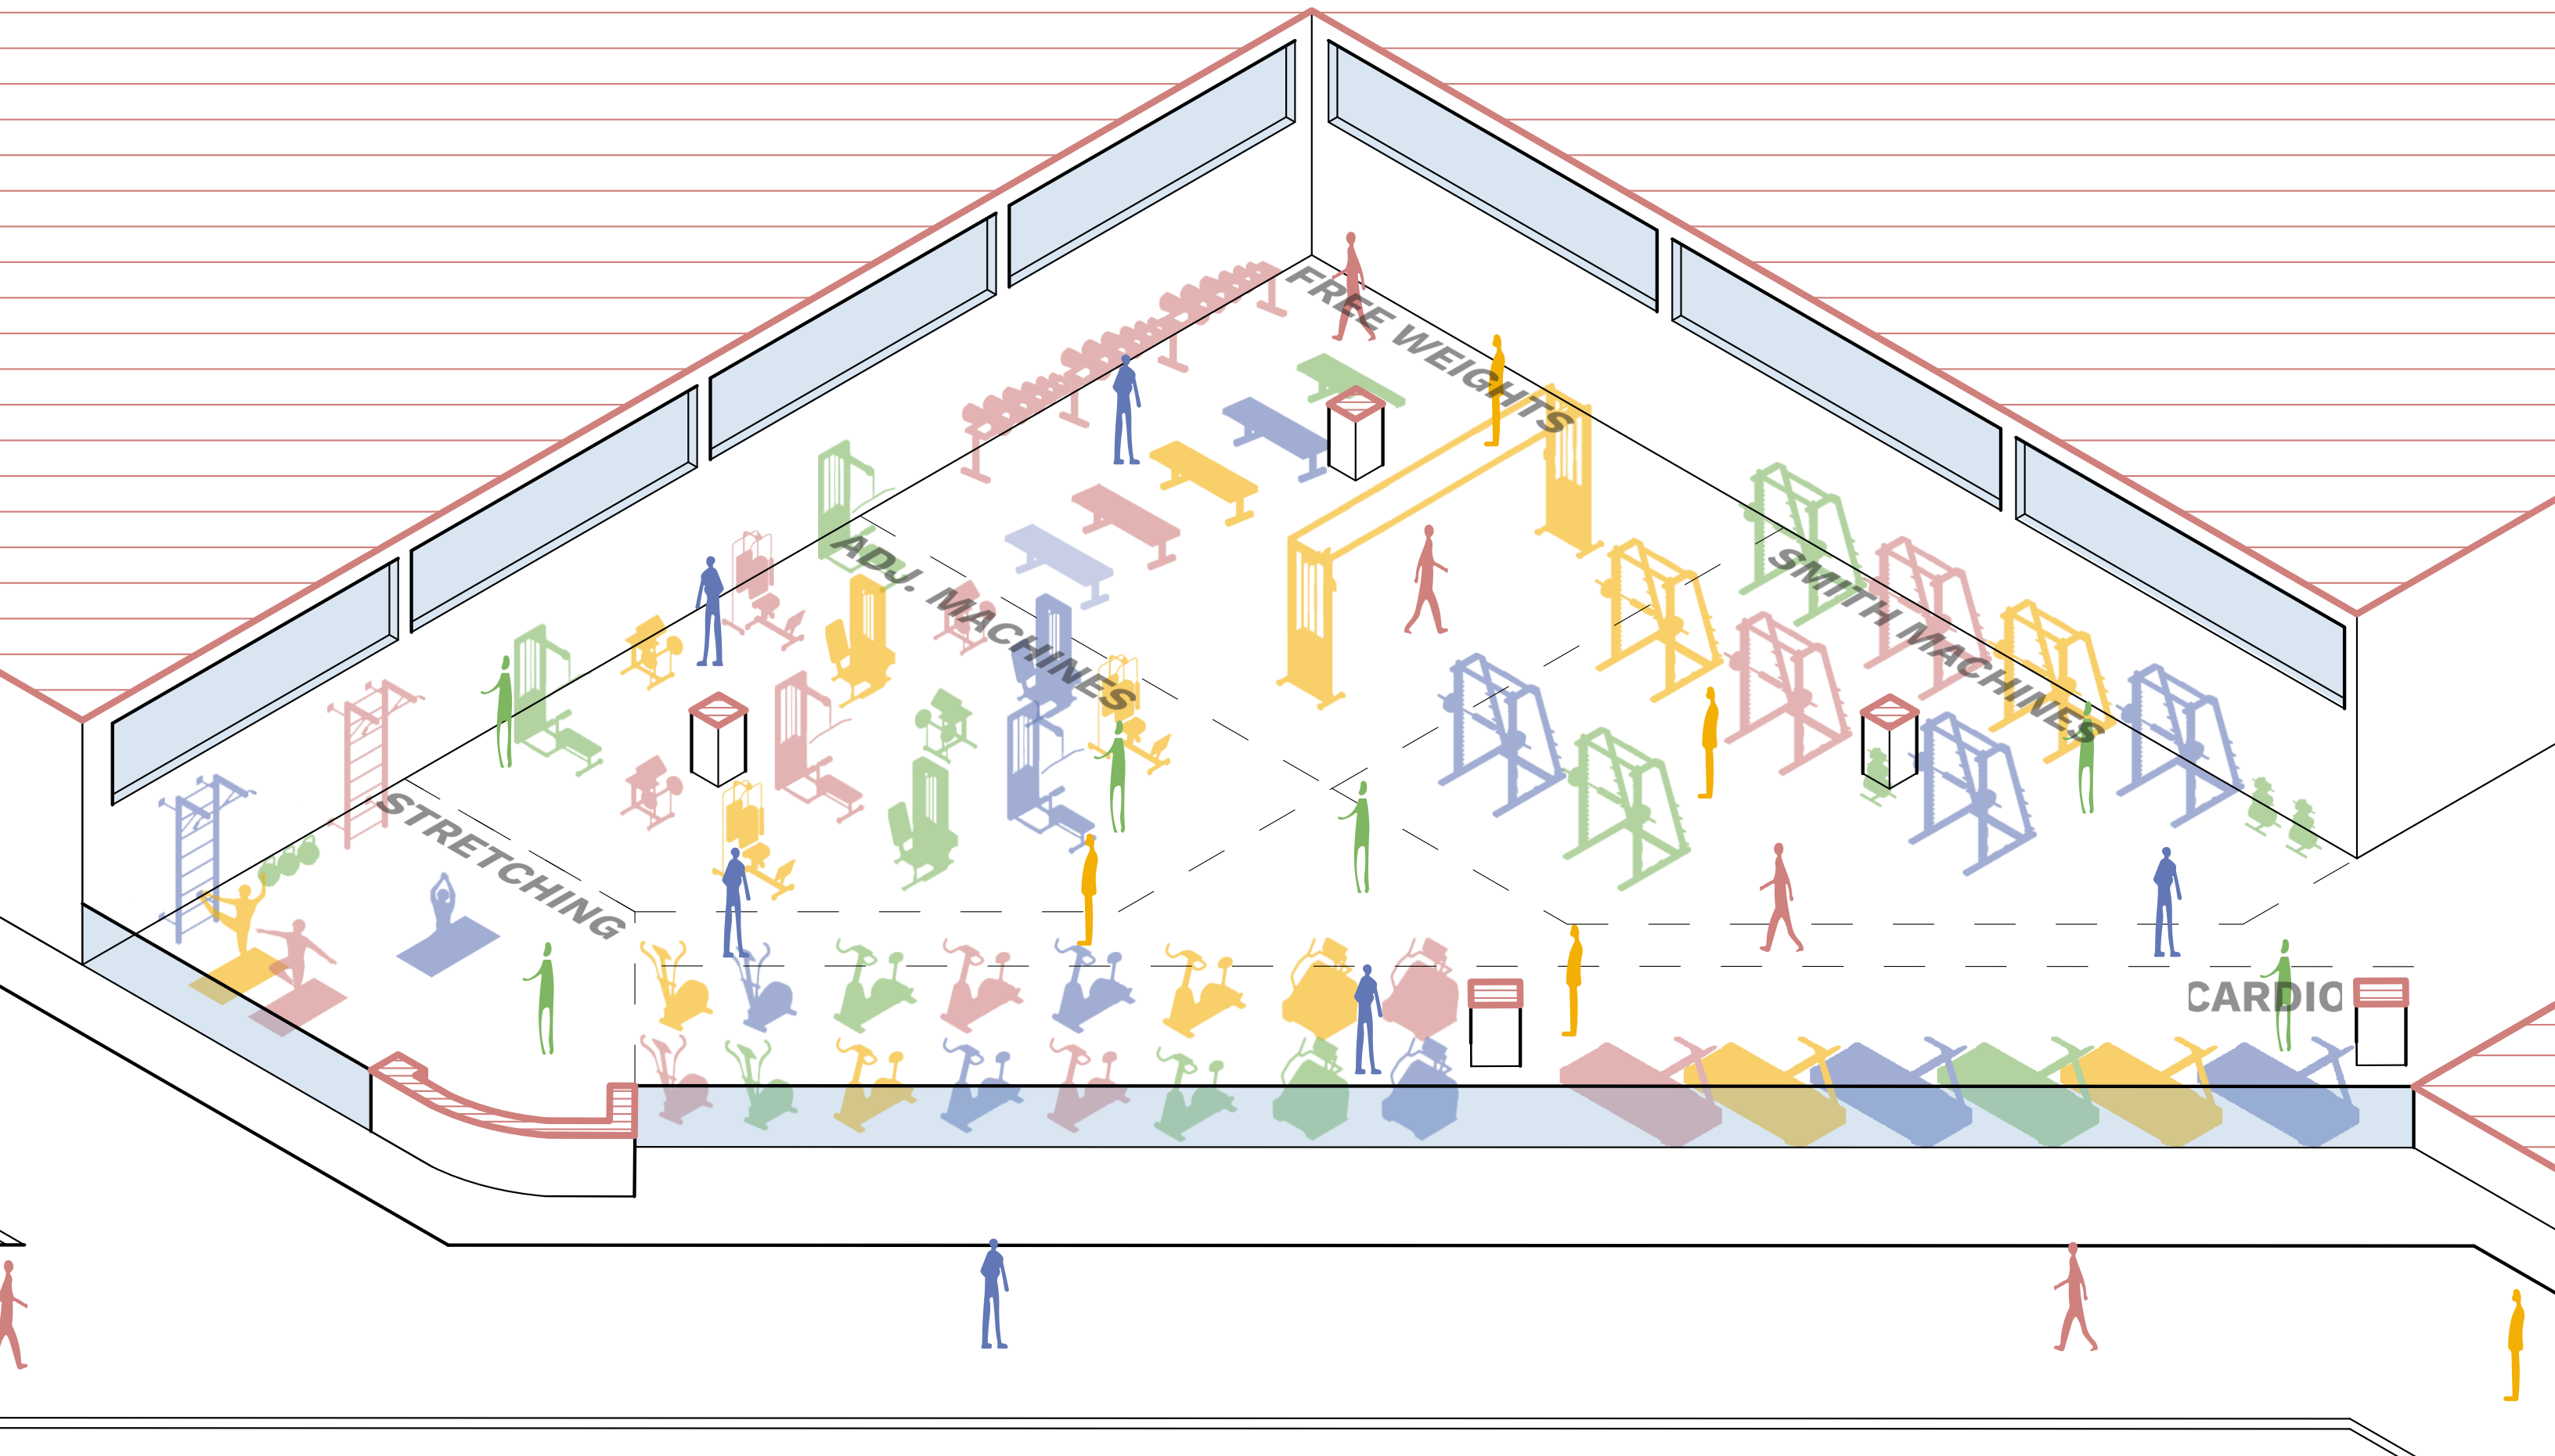 FREE WEIGHTS
ADJ. MACHINES
SMITH MACHINES
STRETCHING
CARDIO